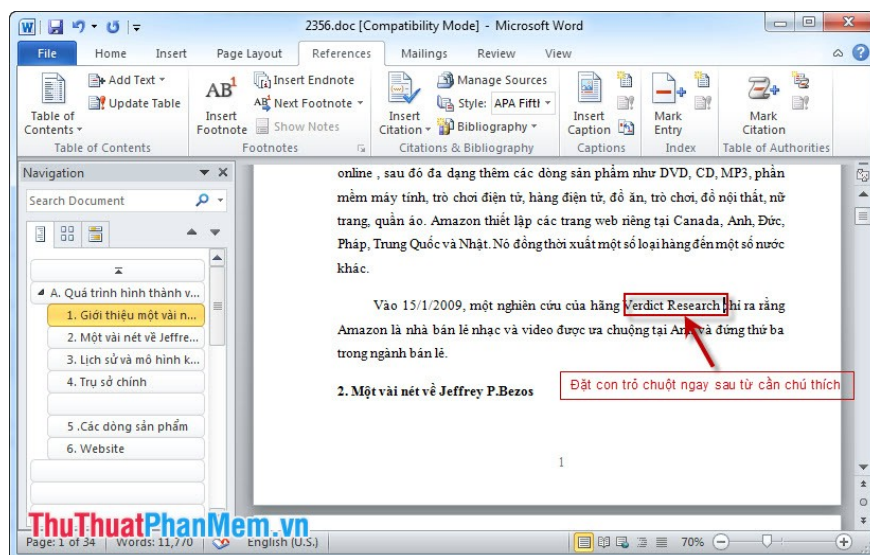 2356.doc [Compatibility Mode] - Microsoft Word
File Home Insert Page Layout References Mailings Review View
Table of Contents
Add Text
Update Table
Table of Contents
AB1
Insert Footnote
Insert Endnote
Next Footnote
Show Notes
Footnotes
Insert Citation
Manage Sources
Style: APA Fift
Bibliography
Citations & Bibliography
Insert Caption
Captions
Mark Entry
Index
Mark Citation
Table of Authorities
Navigation
Search Document
A. Quá trình hình thành v...
1. Giới thiệu một vài n...
2. Một vài nét về Jeffre...
3. Lịch sử và mô hình k...
4. Trụ sở chính
5 .Các dòng sản phẩm
6. Website
online , sau đó đa dạng thêm các dòng sản phẩm như DVD, CD, MP3, phần
mềm máy tính, trò chơi điện tử, hàng điện tử, đồ ăn, trò chơi, đồ nội thất, nữ
trang, quần áo. Amazon thiết lập các trang web riêng tại Canada, Anh, Đức,
Pháp, Trung Quốc và Nhật. Nó đồng thời xuất một số loại hàng đến một số nước
khác.
Vào 15/1/2009, một nghiên cứu của hãng Verdict Research hỉ ra rằng
Amazon là nhà bán lẻ nhạc và video được ưa chuộng tại Anh và đứng thứ ba
trong ngành bán lẻ.
Đặt con trỏ chuột ngay sau từ cần chú thích
2. Một vài nét về Jeffrey P.Bezos
1
ThuThuatPhanMem.vn
Page: 1 of 34 Words: 11,770 English (U.S.) 70%